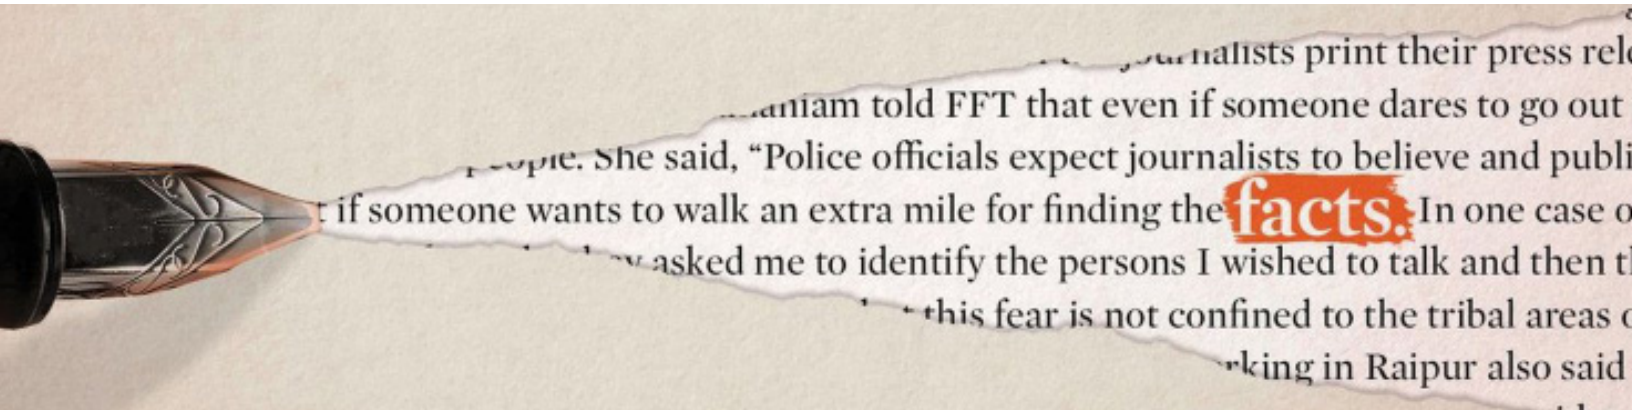 print their press
told FFT that even if someone dares to go out
She said, “Police officials expect journalists to believe and
if someone wants to walk an extra mile for finding the facts. In one case
asked me to identify the persons I wished to talk and then
this fear is not confined to the tribal areas
in Raipur also said